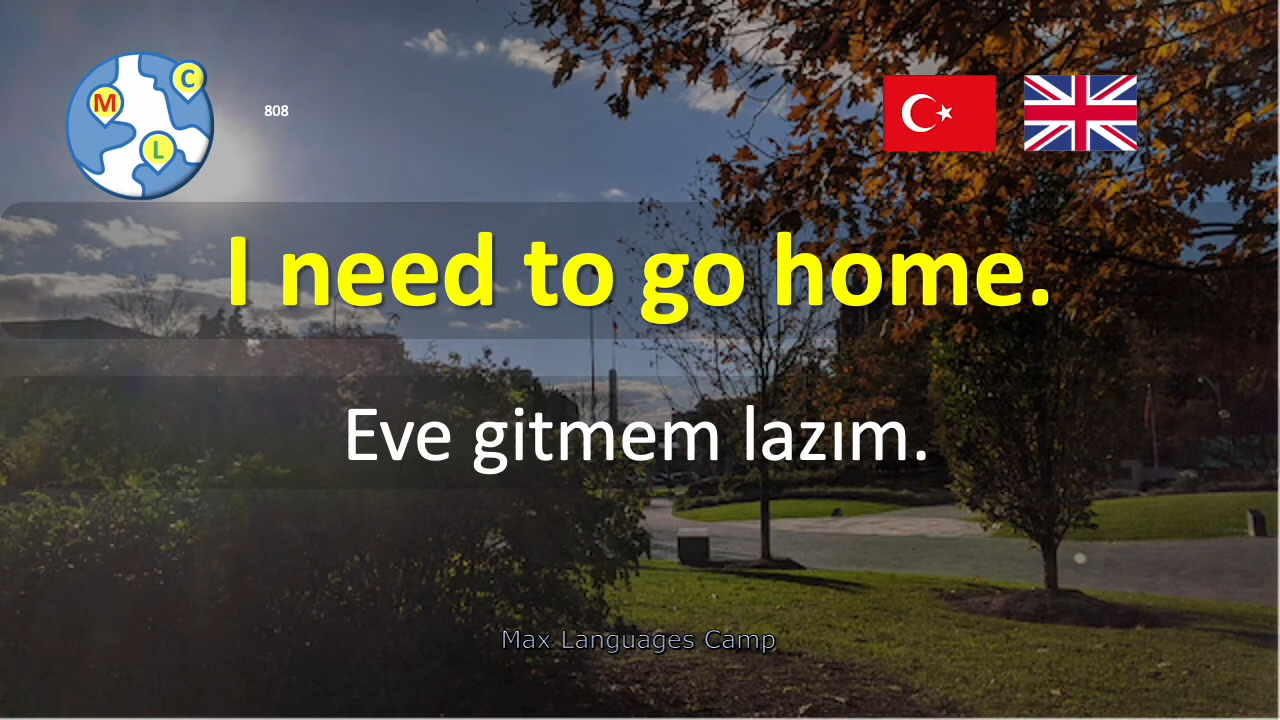 C
M
808
L
I need to go home.
Eve gitmem lazım.
Max Languages Camp